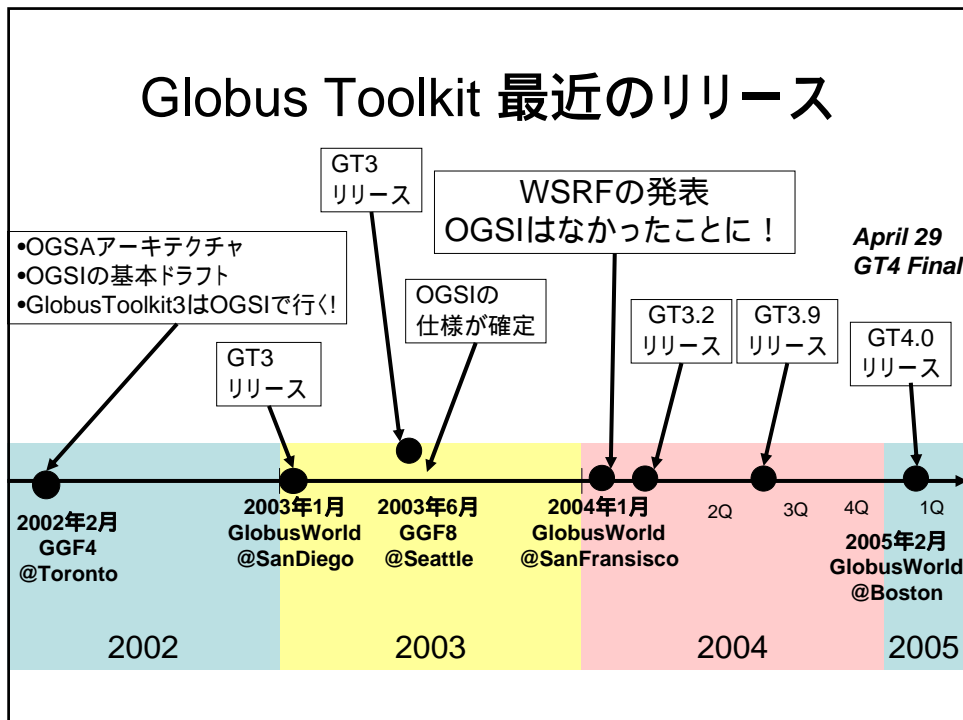 Globus Toolkit 最近のリリース
GT3
リリース
WSRFの発表
OGSIはなかったことに！
•OGSAアーキテクチャ
•OGSIの基本ドラフト
•GlobusToolkit3はOGSIで行く!
April 29
GT4 Final
OGSIの
仕様が確定
GT3
リリース
GT3.2
リリース
GT3.9
リリース
GT4.0
リリース
2002年2月
GGF4
@Toronto
2003年1月
GlobusWorld
@SanDiego
2003年6月
GGF8
@Seattle
2004年1月
GlobusWorld
@SanFransisco
2Q
3Q
4Q
1Q
2005年2月
GlobusWorld
@Boston
2002
2003
2004
2005